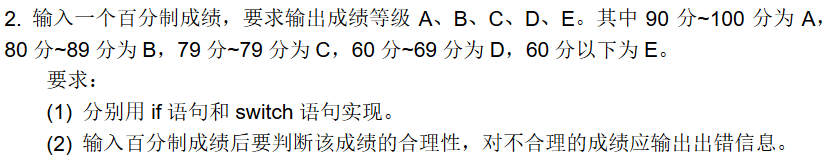 2. 输入一个百分制成绩，要求输出成绩等级 A、B、C、D、E。其中 90 分~100 分为 A，
80 分~89 分为 B，79 分~79 分为 C，60 分~69 分为 D，60 分以下为 E。
要求：
(1) 分别用 if 语句和 switch 语句实现。
(2) 输入百分制成绩后要判断该成绩的合理性，对不合理的成绩应输出出错信息。